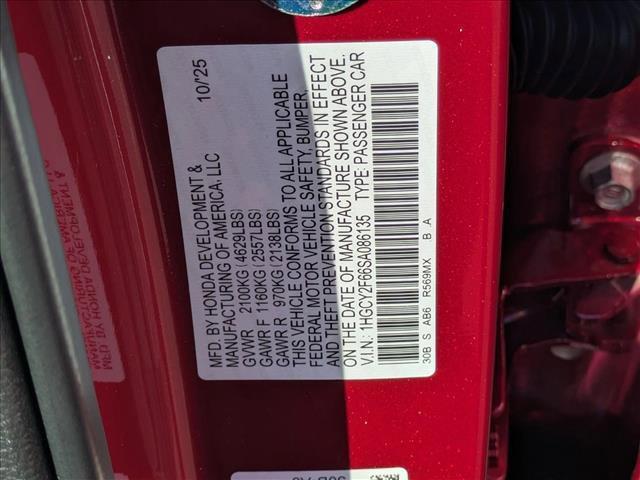 MFD. BY HONDA DEVELOPMENT & 10/'25
MANUFACTURING OF AMERICA, LLC
GVWR 2100KG(4629LBS)
GAWR F 1160KG(2557LBS)
GAWR R 970KG(2138LBS)
THIS VEHICLE CONFORMS TO ALL APPLICABLE
FEDERAL MOTOR VEHICLE SAFETY, BUMPER,
AND THEFT PREVENTION STANDARDS IN EFFECT
ON THE DATE OF MANUFACTURE SHOWN ABOVE.
V.I.N: 1HGCY2F66SA086135 TYPE: PASSENGER CAR
30B S AB6 R569MX B A